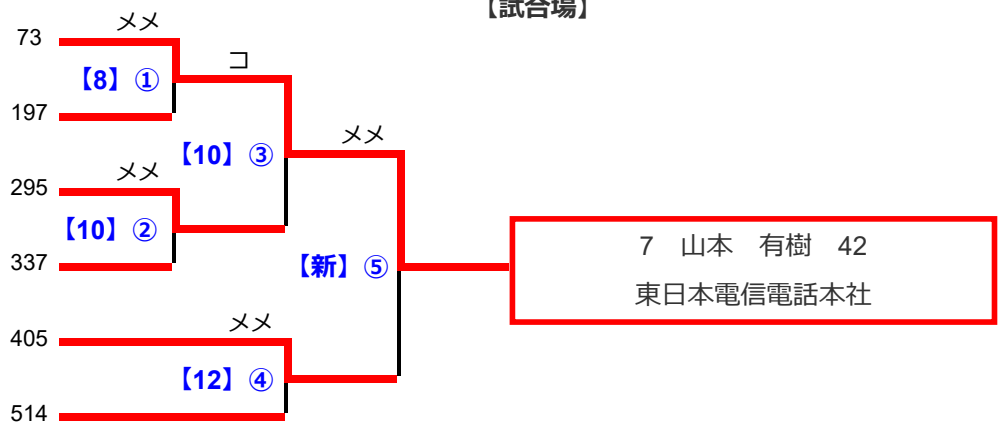 【試合場】
メメ
73
コ
【8】①
197
メメ
【10】③
メメ
295
【10】②
7 山本 有樹 42
337
【新】⑤
東日本電信電話本社
メメ
405
【12】④
514